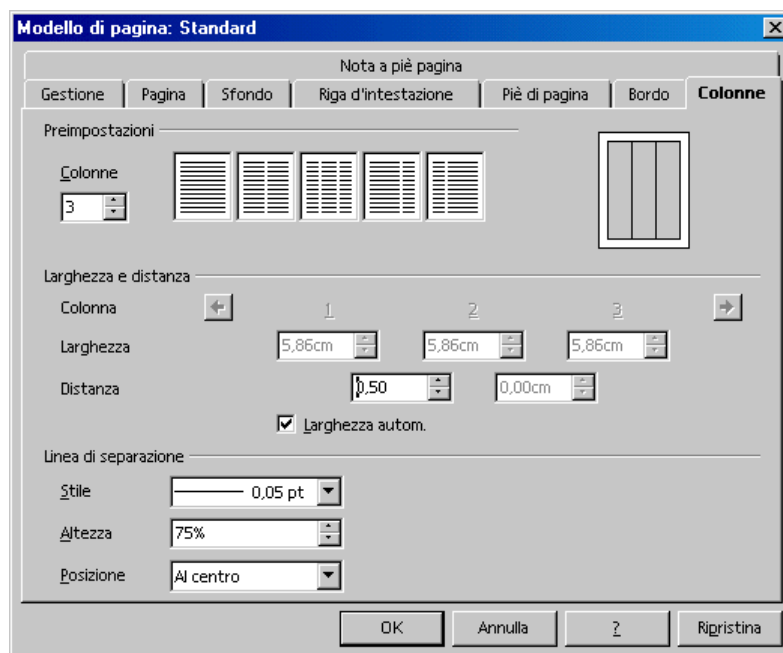 Modello di pagina: Standard
Nota a piè pagina
Gestione Pagina Sfondo Riga d'intestazione Piè di pagina Bordo Colonne
Preimpostazioni
Colonne
3
Larghezza e distanza
Colonna 1 2 3
Larghezza 5,86cm 5,86cm 5,86cm
Distanza 0,50 0,00cm
Larghezza autom.
Linea di separazione
Stile 0,05 pt
Altezza 75%
Posizione Al centro
OK Annulla ? Ripristina